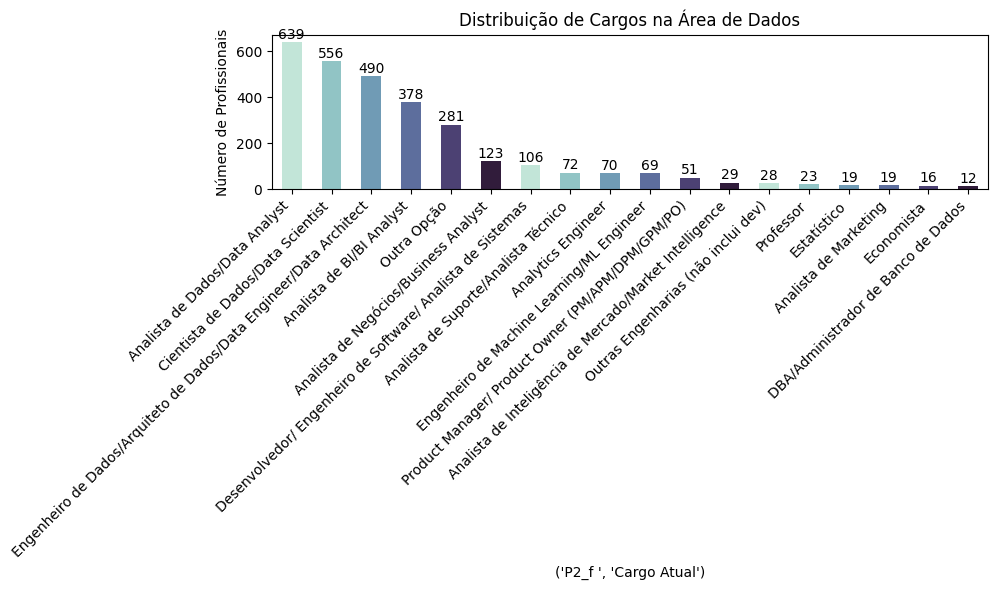 Distribuição de Cargos na Área de Dados
Número de Profissionais
600
400
200
0
639
556
490
378
281
123
106
72
70
69
51
29
28
23
19
19
16
12
Analista de Dados/Data Analyst
Cientista de Dados/Data Scientist
Engenheiro de Dados/Arquiteto de Dados/Data Engineer/Data Architect
Analista de BI/BI Analyst
Outra Opção
Analista de Negócios/Business Analyst
Desenvolvedor/ Engenheiro de Software/ Analista de Sistemas
Analista de Suporte/Analista Técnico
Analytics Engineer
Engenheiro de Machine Learning/ML Engineer
Product Manager/ Product Owner (PM/APM/DPM/GPM/PO)
Analista de Inteligência de Mercado/Market Intelligence
Outras Engenharias (não inclui dev)
Professor
Estatístico
Analista de Marketing
Economista
DBA/Administrador de Banco de Dados
('P2_f ', 'Cargo Atual')